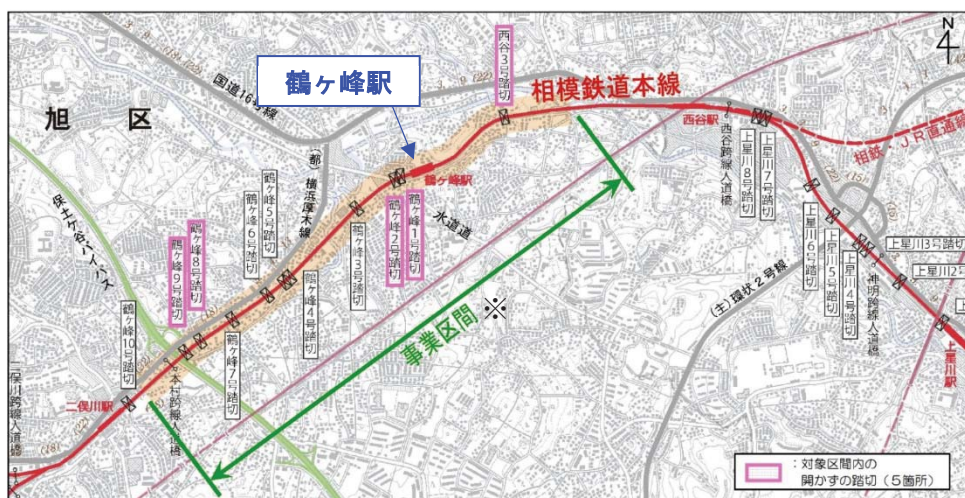 鶴ヶ峰駅
旭 区
国道16号線
西谷3号踏切
相模鉄道本線
西谷駅
西谷跨線人道橋
上星川8号踏切
上星川7号踏切
相鉄・JR直通線
N
(都)横浜厚木線
鶴ヶ峰駅
鶴ヶ峰5号踏切
鶴ヶ峰6号踏切
保土ヶ谷バイパス
鶴ヶ峰8号踏切
鶴ヶ峰9号踏切
鶴ヶ峰10号踏切
鶴ヶ峰1号踏切
鶴ヶ峰2号踏切
鶴ヶ峰3号踏切
鶴ヶ峰4号踏切
鶴ヶ峰7号踏切
水道道
事業区間 ※
(主)環状2号線
上星川6号踏切
上星川5号踏切
上星川4号踏切
神明跨線人道橋
上星川3号踏切
上星川2号
上星川駅
本村跨線人道橋
二俣川駅
二俣川跨線人道橋
:対象区間内の
開かずの踏切(5箇所)